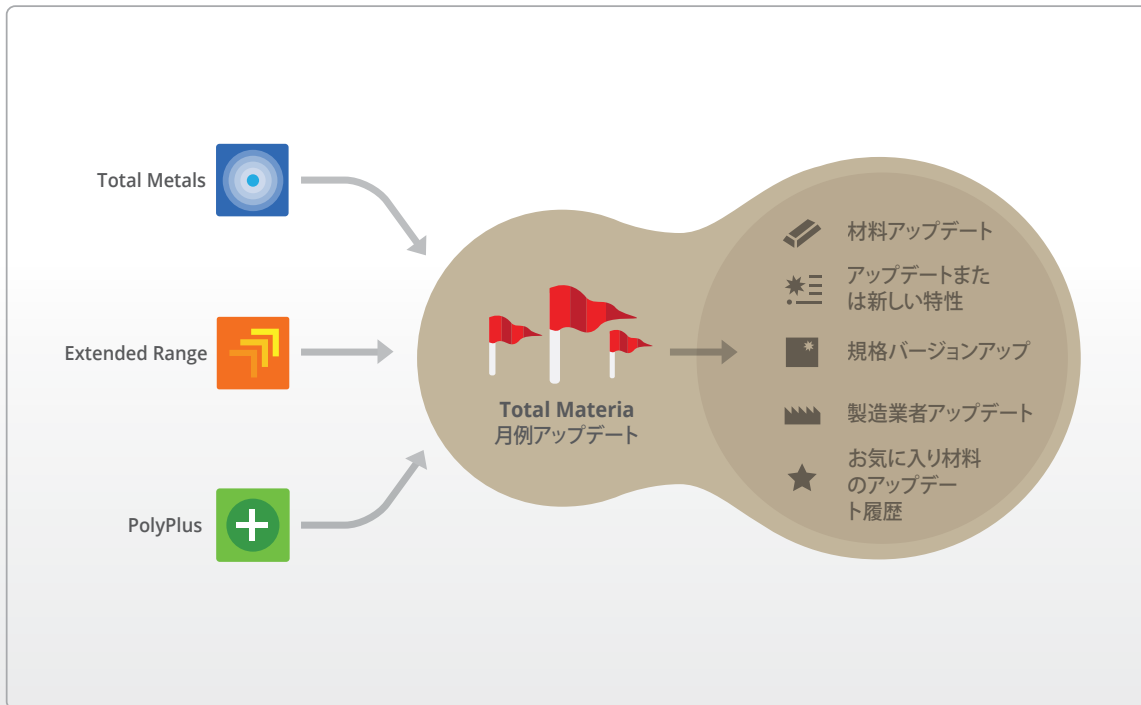 Total Metals
Extended Range
PolyPlus
Total Materia
月例アップデート
材料アップデート
アップデートまた
は新しい特性
規格バージョンアップ
製造業者アップデート
お気に入り材料
のアップデー
ト履歴